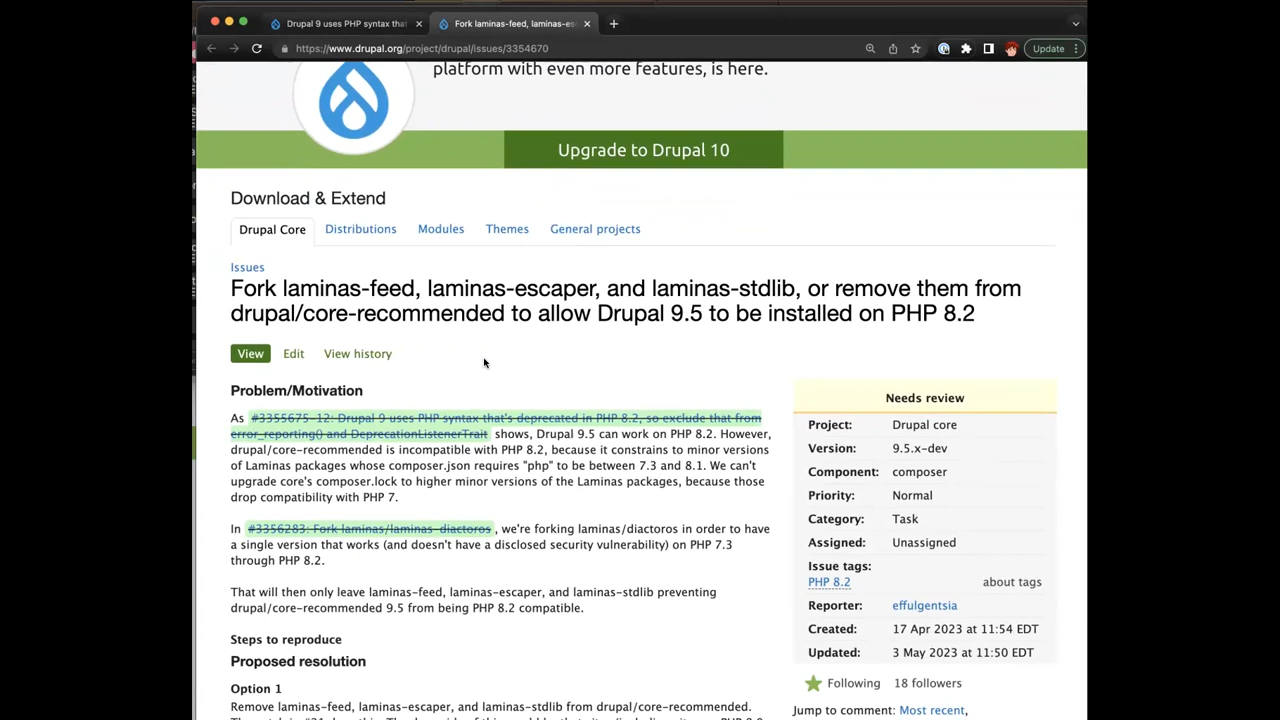 Drupal 9 uses PHP syntax that
Fork laminas-feed, laminas-es
https://www.drupal.org/project/drupal/issues/3354670
Update
platform with even more features, is here.
Upgrade to Drupal 10
Download & Extend
Drupal Core
Distributions
Modules
Themes
General projects
Issues
Fork laminas-feed, laminas-escaper, and laminas-stdlib, or remove them from
drupal/core-recommended to allow Drupal 9.5 to be installed on PHP 8.2
View
Edit
View history
Problem/Motivation
As #3355675-12: Drupal 9 uses PHP syntax that's deprecated in PHP 8.2, so exclude that from
error_reporting() and DeprecationListenerTrait shows, Drupal 9.5 can work on PHP 8.2. However,
drupal/core-recommended is incompatible with PHP 8.2, because it constrains to minor versions
of Laminas packages whose composer.json requires "php" to be between 7.3 and 8.1. We can't
upgrade core's composer.lock to higher minor versions of the Laminas packages, because those
drop compatibility with PHP 7.
In #3356283: Fork laminas/laminas-diactoros , we're forking laminas/diactoros in order to have
a single version that works (and doesn't have a disclosed security vulnerability) on PHP 7.3
through PHP 8.2.
That will then only leave laminas-feed, laminas-escaper, and laminas-stdlib preventing
drupal/core-recommended 9.5 from being PHP 8.2 compatible.
Steps to reproduce
Proposed resolution
Option 1
Remove laminas-feed, laminas-escaper, and laminas-stdlib from drupal/core-recommended.
Needs review
Project: Drupal core
Version: 9.5.x-dev
Component: composer
Priority: Normal
Category: Task
Assigned: Unassigned
Issue tags:
PHP 8.2 about tags
Reporter: effulgentsia
Created: 17 Apr 2023 at 11:54 EDT
Updated: 3 May 2023 at 11:50 EDT
Following 18 followers
Jump to comment: Most recent,